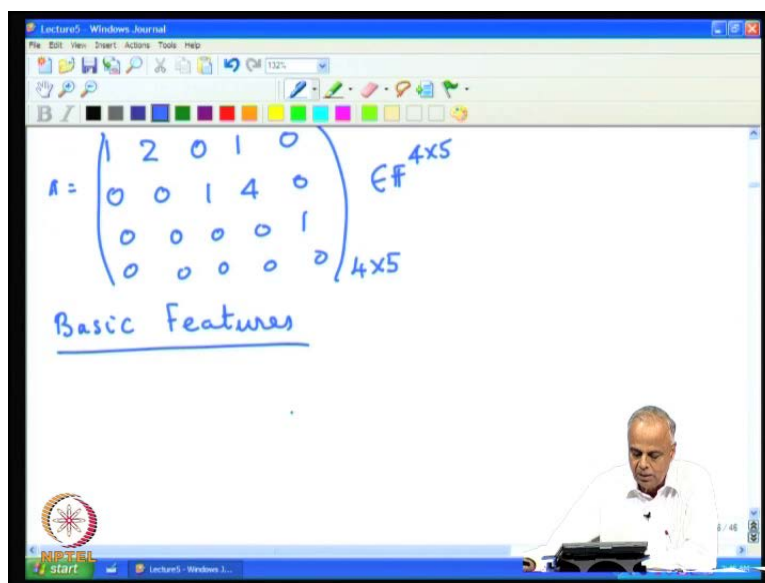 Lecture5 - Windows Journal
File Edit View Insert Actions Tools Help
132%
B I
1 2 0 1 0
A = 0 0 1 4 0 ∈ F^{4×5}
0 0 0 0 1
0 0 0 0 0 4×5
Basic Features
/ 46
NPTEL
start Lecture5 - Windows J...